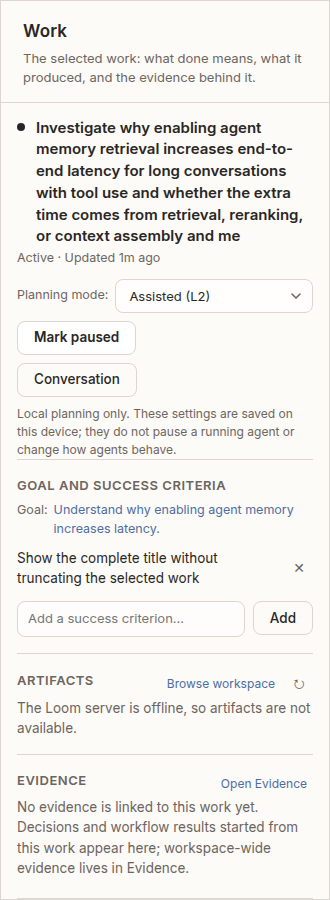 Work
The selected work: what done means, what it
produced, and the evidence behind it.
Investigate why enabling agent
memory retrieval increases end-to-
end latency for long conversations
with tool use and whether the extra
time comes from retrieval, reranking,
or context assembly and me
Active · Updated 1m ago
Planning mode: Assisted (L2)
Mark paused
Conversation
Local planning only. These settings are saved on
this device; they do not pause a running agent or
change how agents behave.
GOAL AND SUCCESS CRITERIA
Goal: Understand why enabling agent memory
increases latency.
Show the complete title without
truncating the selected work
Add a success criterion... Add
ARTIFACTS Browse workspace
The Loom server is offline, so artifacts are not
available.
EVIDENCE Open Evidence
No evidence is linked to this work yet.
Decisions and workflow results started from
this work appear here; workspace-wide
evidence lives in Evidence.